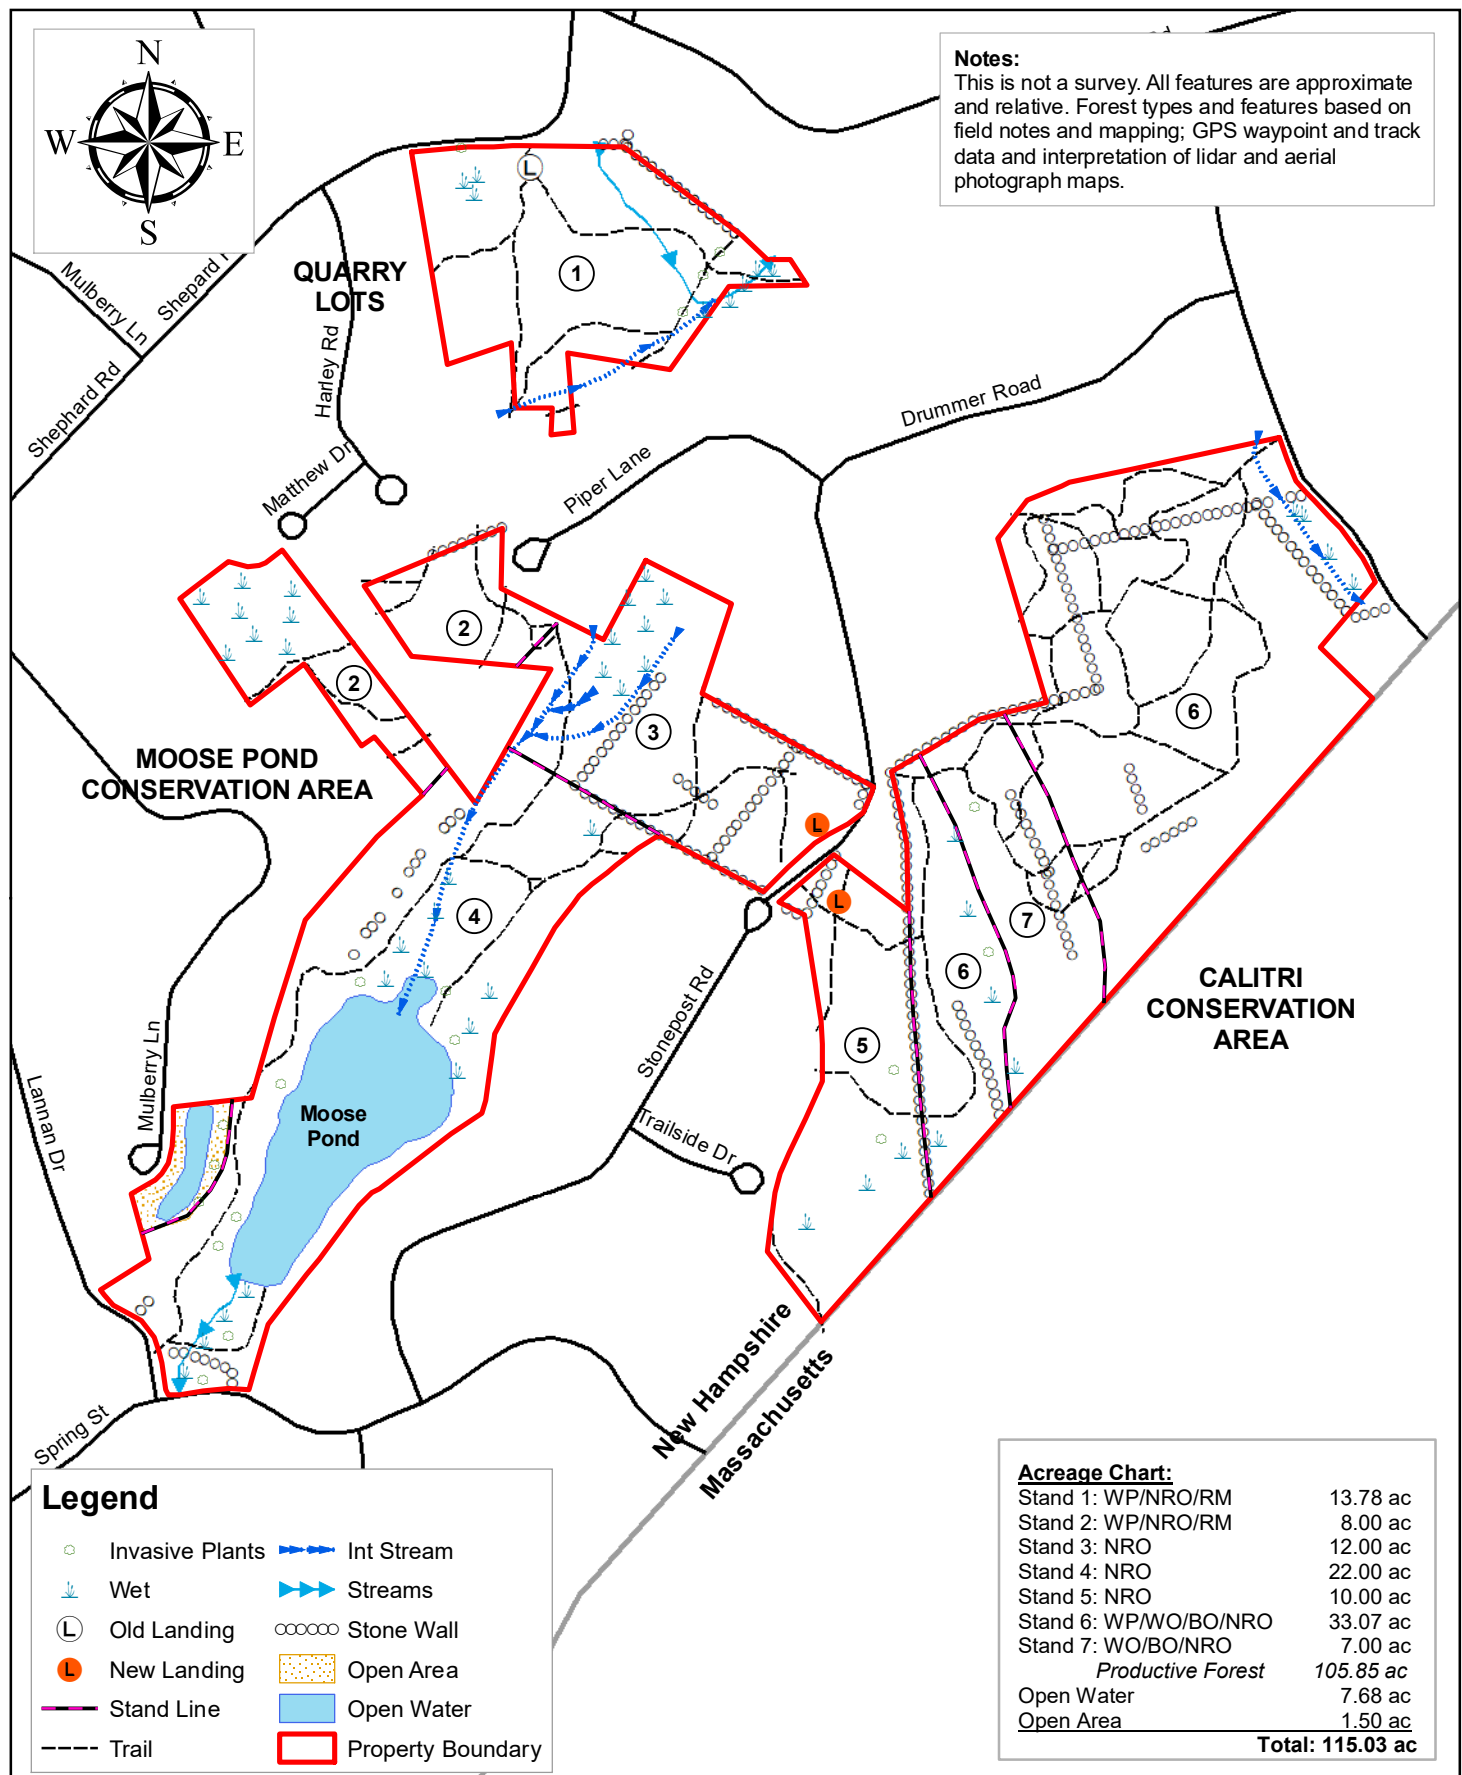 N
W E
S
Notes:
This is not a survey. All features are approximate
and relative. Forest types and features based on
field notes and mapping; GPS waypoint and track
data and interpretation of lidar and aerial
photograph maps.
L
Mulberry Ln
Shepard
QUARRY
LOTS
1
Harley Rd
Shephard Rd
Matthew Dr
Piper Lane
Drummer Road
2
2
3
6
MOOSE POND
CONSERVATION AREA
L
L
4
7
6
5
CALITRI
CONSERVATION
AREA
Stonepost Rd
Mulberry Ln
Lannan Dr
Moose
Pond
Trailside Dr
New Hampshire
Massachusetts
Spring St
Legend
Invasive Plants
Int Stream
Wet
Streams
L Old Landing
Stone Wall
L New Landing
Open Area
Stand Line
Open Water
Trail
Property Boundary
Acreage Chart:
Stand 1: WP/NRO/RM 13.78 ac
Stand 2: WP/NRO/RM 8.00 ac
Stand 3: NRO 12.00 ac
Stand 4: NRO 22.00 ac
Stand 5: NRO 10.00 ac
Stand 6: WP/WO/BO/NRO 33.07 ac
Stand 7: WO/BO/NRO 7.00 ac
Productive Forest 105.85 ac
Open Water 7.68 ac
Open Area 1.50 ac
Total: 115.03 ac